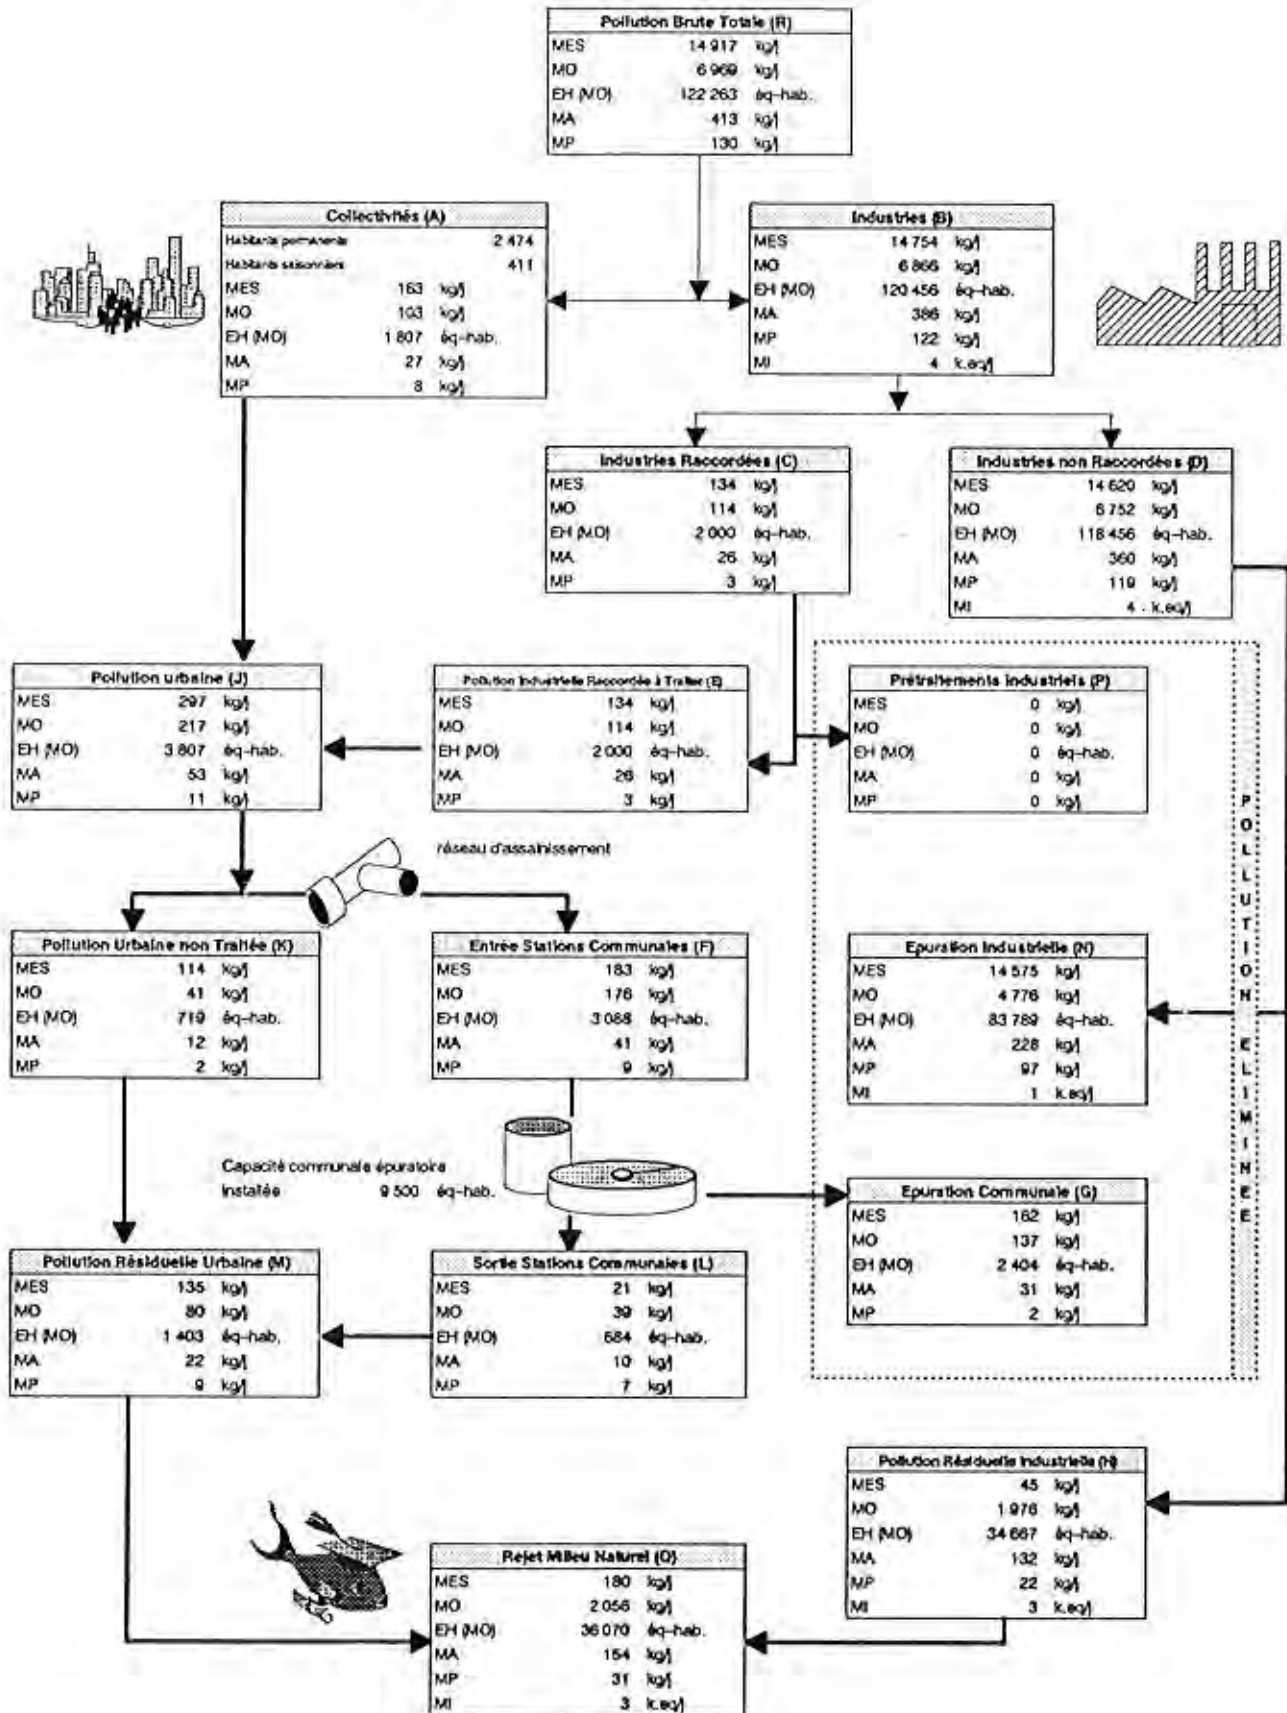 Pollution Brute Totale (R)
MES 14 917 kg/j
MO 6 969 kg/j
EH (MO) 122 263 éq-hab.
MA 413 kg/j
MP 130 kg/j
Collectivités (A)
Habitants permanents 2 474
Habitants saisonniers 411
MES 163 kg/j
MO 103 kg/j
EH (MO) 1 807 éq-hab.
MA 27 kg/j
MP 8 kg/j
Industries (B)
MES 14 754 kg/j
MO 6 866 kg/j
EH (MO) 120 456 éq-hab.
MA 386 kg/j
MP 122 kg/j
MI 4 k.eq/j
Industries Raccordées (C)
MES 134 kg/j
MO 114 kg/j
EH (MO) 2 000 éq-hab.
MA 26 kg/j
MP 3 kg/j
Industries non Raccordées (D)
MES 14 620 kg/j
MO 6 752 kg/j
EH (MO) 118 456 éq-hab.
MA 360 kg/j
MP 119 kg/j
MI 4 k.eq/j
Pollution urbaine (J)
MES 297 kg/j
MO 217 kg/j
EH (MO) 3 807 éq-hab.
MA 53 kg/j
MP 11 kg/j
Pollution Industrielle Raccordée à Traiter (E)
MES 134 kg/j
MO 114 kg/j
EH (MO) 2 000 éq-hab.
MA 26 kg/j
MP 3 kg/j
Prétraitements Industriels (P)
MES 0 kg/j
MO 0 kg/j
EH (MO) 0 éq-hab.
MA 0 kg/j
MP 0 kg/j
POLLUTION ELIMINEE
réseau d'assainissement
Pollution Urbaine non Traitée (K)
MES 114 kg/j
MO 41 kg/j
EH (MO) 719 éq-hab.
MA 12 kg/j
MP 2 kg/j
Entrée Stations Communales (F)
MES 183 kg/j
MO 176 kg/j
EH (MO) 3 088 éq-hab.
MA 41 kg/j
MP 9 kg/j
Epuration Industrielle (N)
MES 14 575 kg/j
MO 4 776 kg/j
EH (MO) 83 789 éq-hab.
MA 228 kg/j
MP 97 kg/j
MI 1 k.eq/j
Capacité communale épuratoire
installée 9 500 éq-hab.
Epuration Communale (G)
MES 162 kg/j
MO 137 kg/j
EH (MO) 2 404 éq-hab.
MA 31 kg/j
MP 2 kg/j
Pollution Résiduelle Urbaine (M)
MES 135 kg/j
MO 80 kg/j
EH (MO) 1 403 éq-hab.
MA 22 kg/j
MP 9 kg/j
Sortie Stations Communales (L)
MES 21 kg/j
MO 39 kg/j
EH (MO) 684 éq-hab.
MA 10 kg/j
MP 7 kg/j
Pollution Résiduelle Industrielle (H)
MES 45 kg/j
MO 1 976 kg/j
EH (MO) 34 667 éq-hab.
MA 132 kg/j
MP 22 kg/j
MI 3 k.eq/j
Rejet Milieu Naturel (Q)
MES 180 kg/j
MO 2 056 kg/j
EH (MO) 36 070 éq-hab.
MA 154 kg/j
MP 31 kg/j
MI 3 k.eq/j